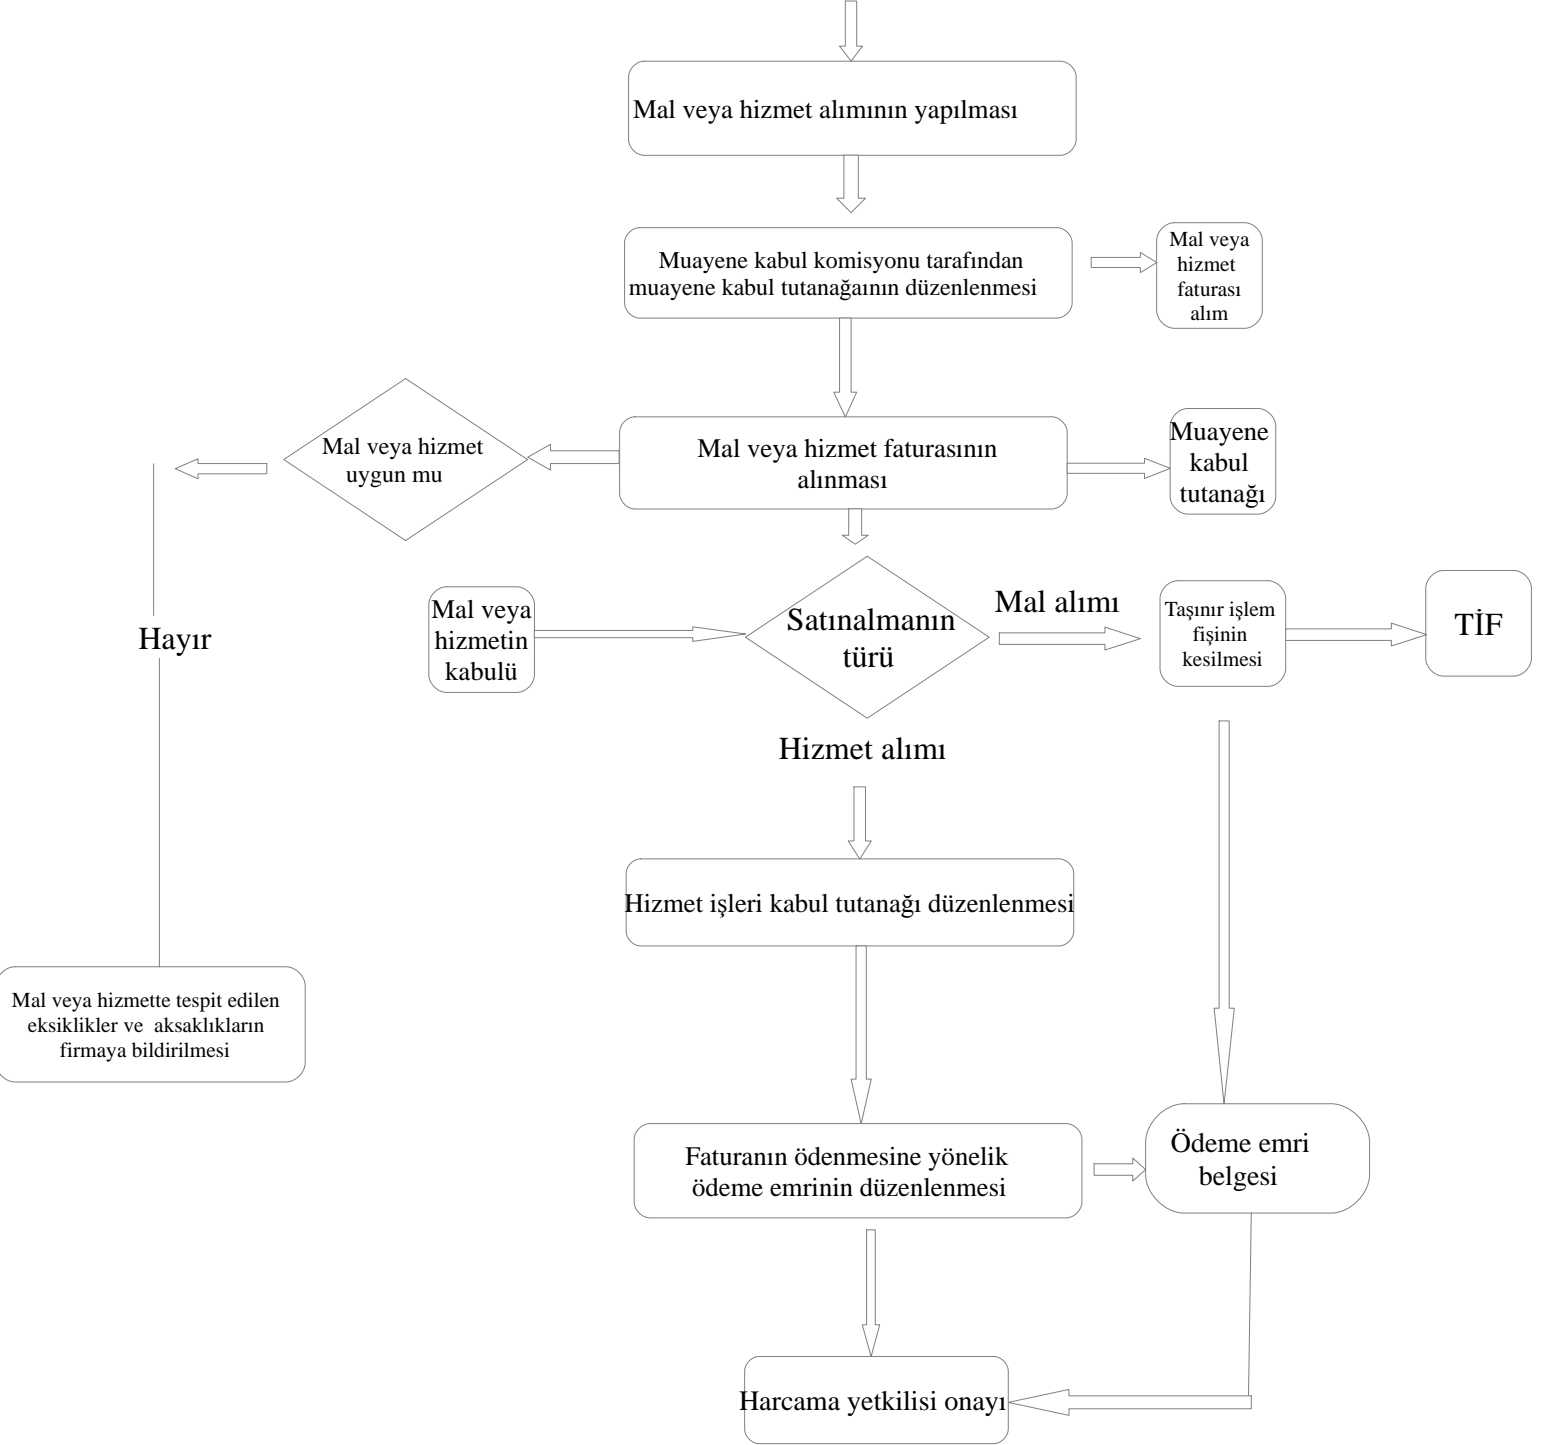 Mal veya hizmet alımının yapılması
Muayene kabul komisyonu tarafından
muayene kabul tutanağaının düzenlenmesi
Mal veya
hizmet
faturası
alım
Mal veya hizmet
uygun mu
Mal veya hizmet faturasının
alınması
Muayene
kabul
tutanağı
Hayır
Mal veya
hizmetin
kabulü
Satınalmanın
türü
Mal alımı
Taşınır işlem
fişinin
kesilmesi
TİF
Hizmet alımı
Hizmet işleri kabul tutanağı düzenlenmesi
Mal veya hizmette tespit edilen
eksiklikler ve aksaklıkların
firmaya bildirilmesi
Faturanın ödenmesine yönelik
ödeme emrinin düzenlenmesi
Ödeme emri
belgesi
Harcama yetkilisi onayı